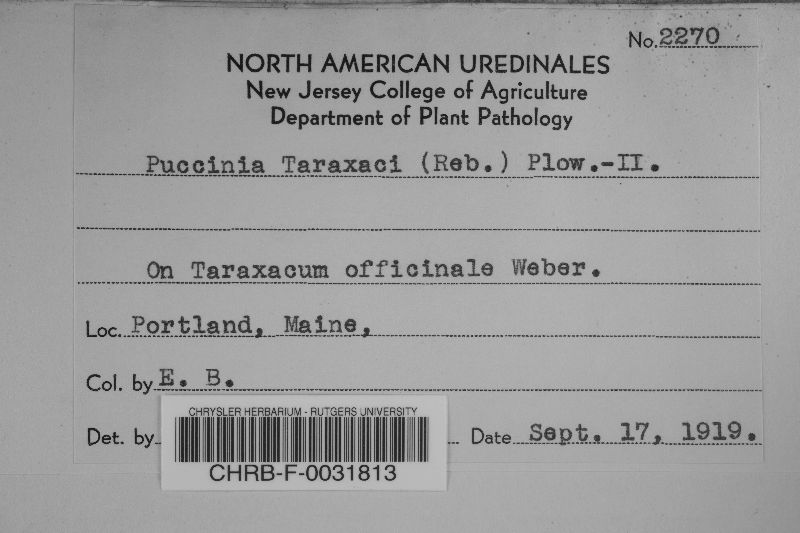 No. 2270
NORTH AMERICAN UREDINALES
New Jersey College of Agriculture
Department of Plant Pathology
Puccinia Taraxaci (Reb.) Plow.-II.
On Taraxacum officinale Weber.
Loc. Portland, Maine,
Col. by E. B.
Det. by
Date Sept. 17, 1919.
CHRYSLER HERBARIUM - RUTGERS UNIVERSITY
CHRB-F-0031813